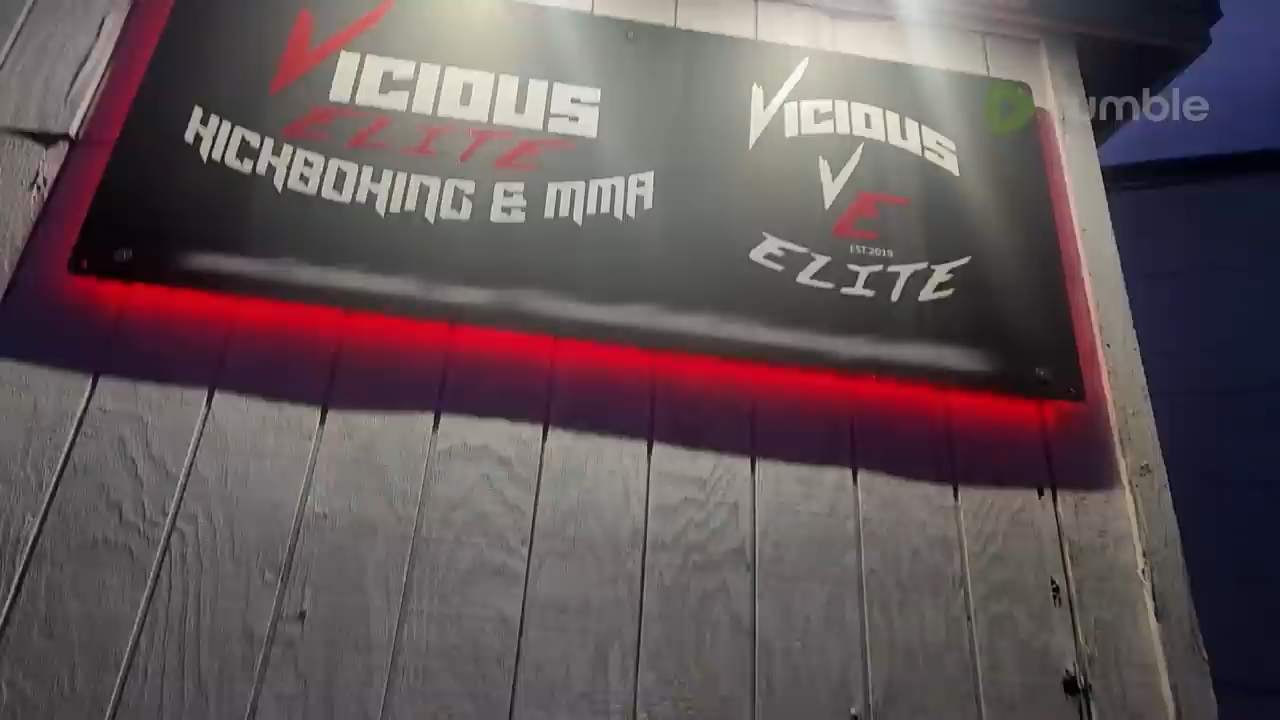 VICIOUS
ELITE
KICKBOXING & MMA
VICIOUS
VE
EST.2019
ELITE
rumble